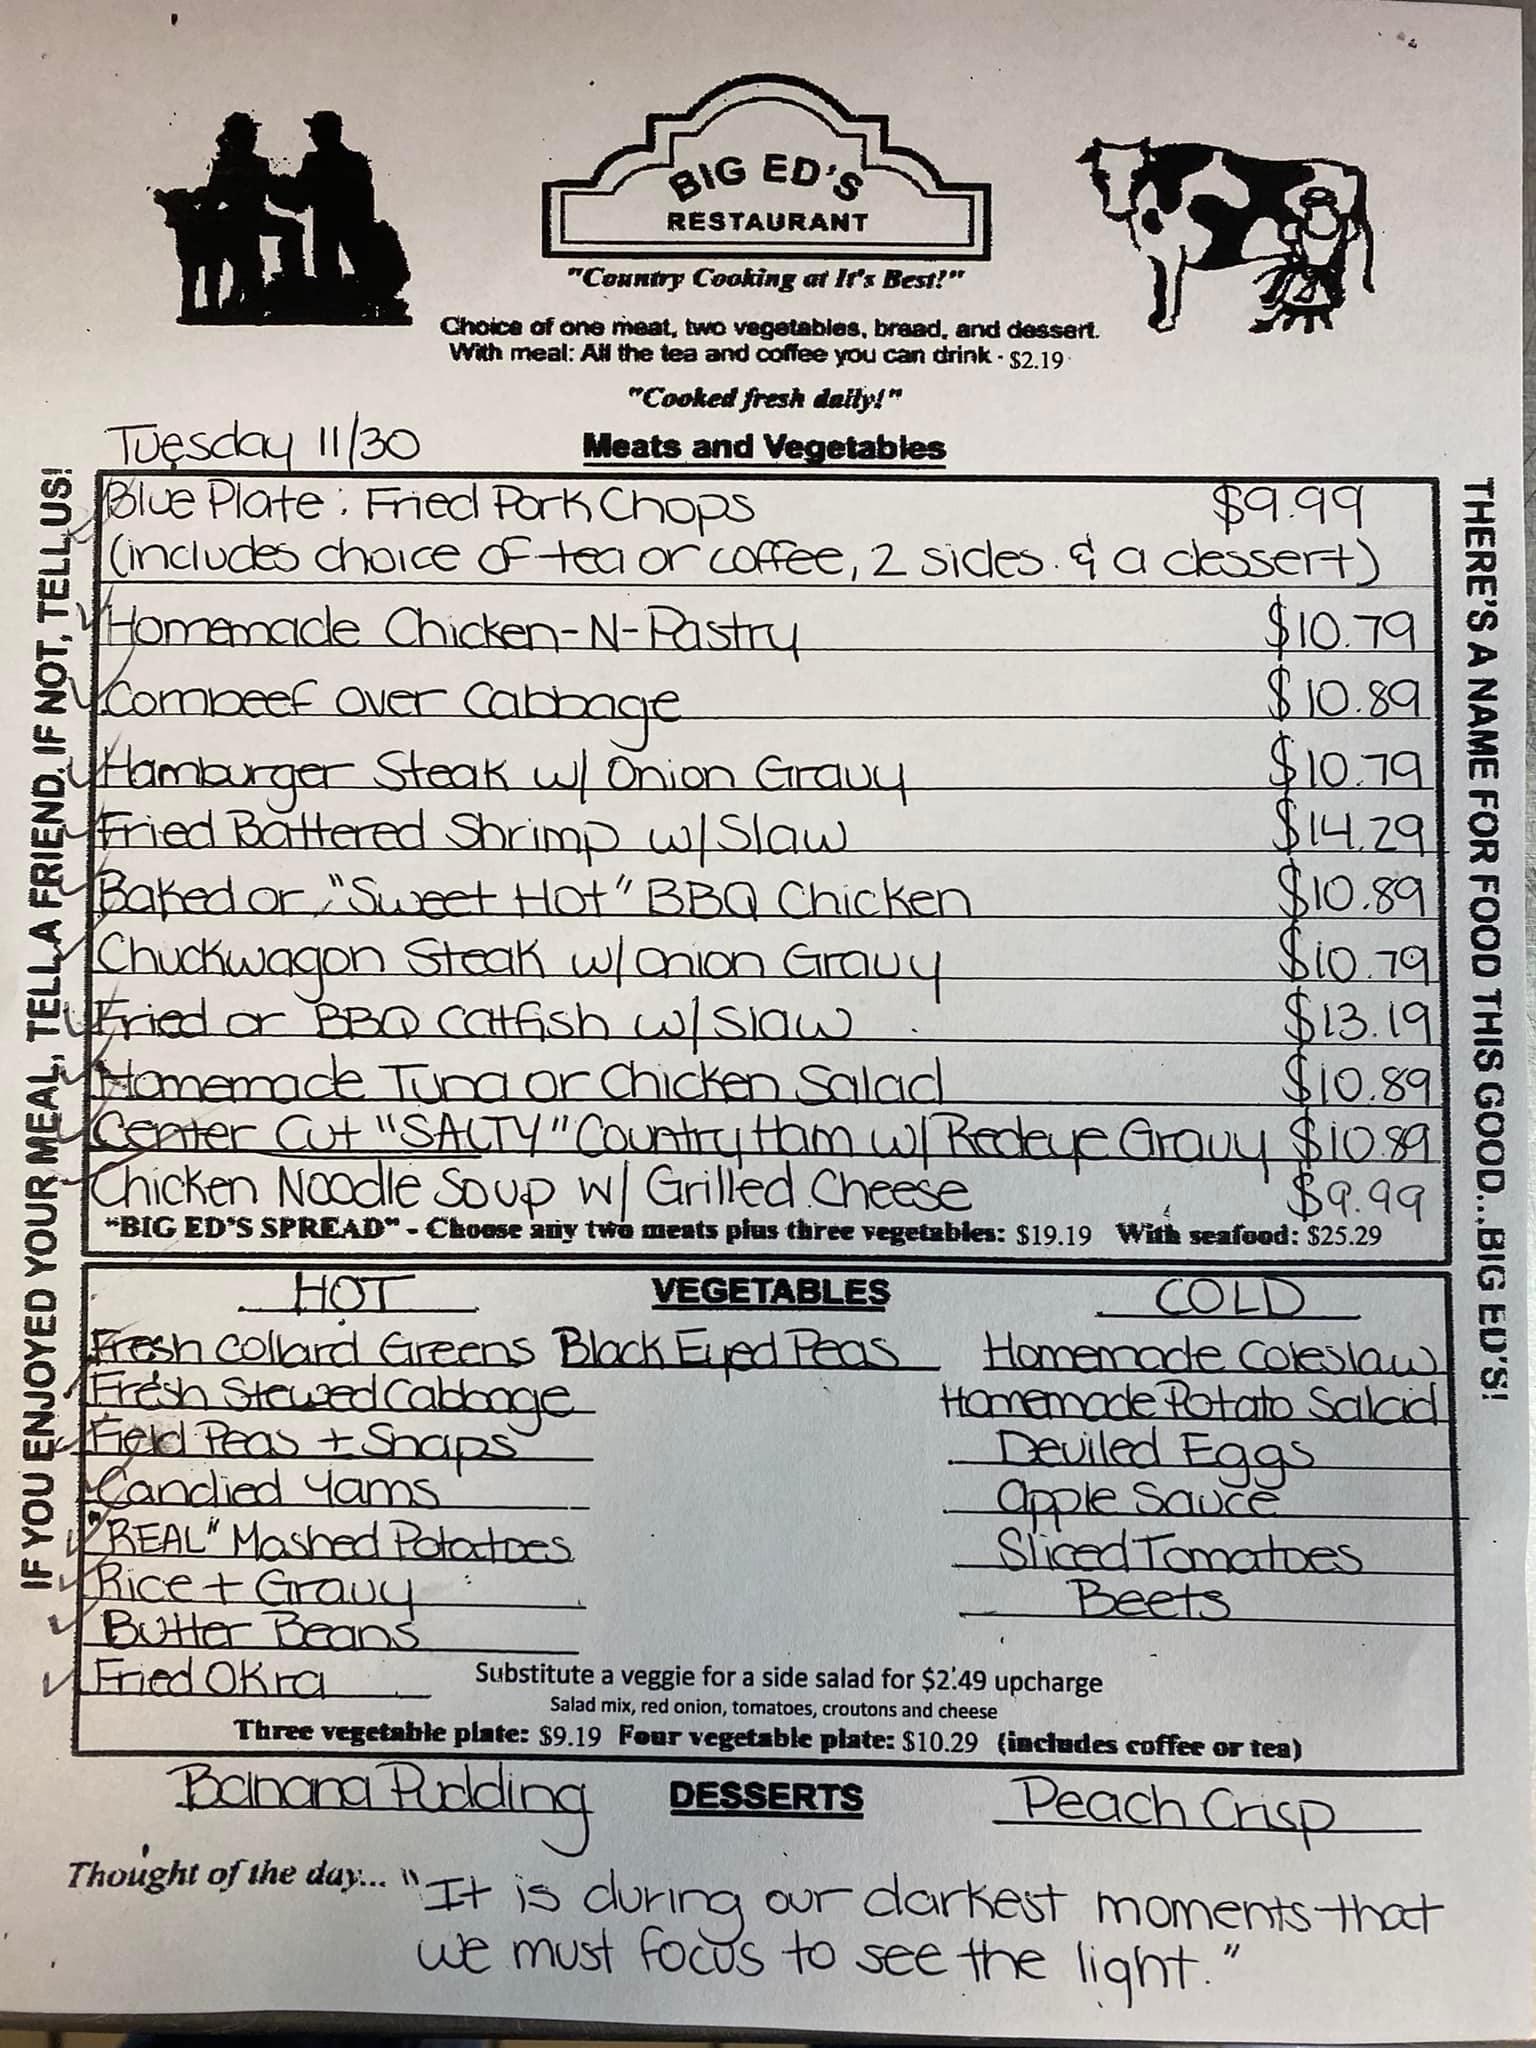 BIG ED'S
RESTAURANT
"Country Cooking at It's Best!"
Choice of one meat, two vegetables, bread, and dessert.
With meal: All the tea and coffee you can drink - $2.19
"Cooked fresh daily!"
Tuesday 11/30
Meats and Vegetables
Blue Plate: Fried Pork Chops $9.99
(includes choice of tea or coffee, 2 sides & a dessert)
Homemade Chicken-N-Pastry $10.79
Cornbeef over Cabbage $10.89
Hamburger Steak w/ Onion Gravy $10.79
Fried Battered Shrimp w/ Slaw $14.29
Baked or "Sweet Hot" BBQ Chicken $10.89
Chuckwagon Steak w/ onion Gravy $10.79
Fried or BBQ Catfish w/ Slaw $13.19
Homemade Tuna or Chicken Salad $10.89
Center Cut "SALTY" Country Ham w/ Redeye Gravy $10.89
Chicken Noodle Soup w/ Grilled Cheese $9.99
"BIG ED'S SPREAD" - Choose any two meats plus three vegetables: $19.19 With seafood: $25.29
HOT VEGETABLES COLD
Fresh Collard Greens Black Eyed Peas Homemade Coleslaw
Fresh Stewed Cabbage Homemade Potato Salad
Field Peas + Snaps Deviled Eggs
Candied Yams Apple Sauce
"REAL" Mashed Potatoes Sliced Tomatoes
Rice + Gravy Beets
Butter Beans
Fried Okra Substitute a veggie for a side salad for $2.49 upcharge
Salad mix, red onion, tomatoes, croutons and cheese
Three vegetable plate: $9.19 Four vegetable plate: $10.29 (includes coffee or tea)
Banana Pudding DESSERTS Peach Crisp
Thought of the day... "It is during our darkest moments that
we must focus to see the light."
IF YOU ENJOYED YOUR MEAL, TELL A FRIEND. IF NOT, TELL US!
THERE'S A NAME FOR FOOD THIS GOOD...BIG ED'S!